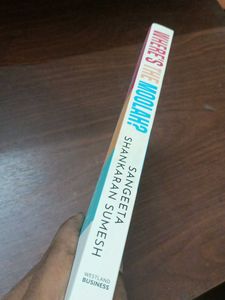 WHERE'S THE MOOLAH?
SANGEETA
SHANKARAN SUMESH
WESTLAND
BUSINESS